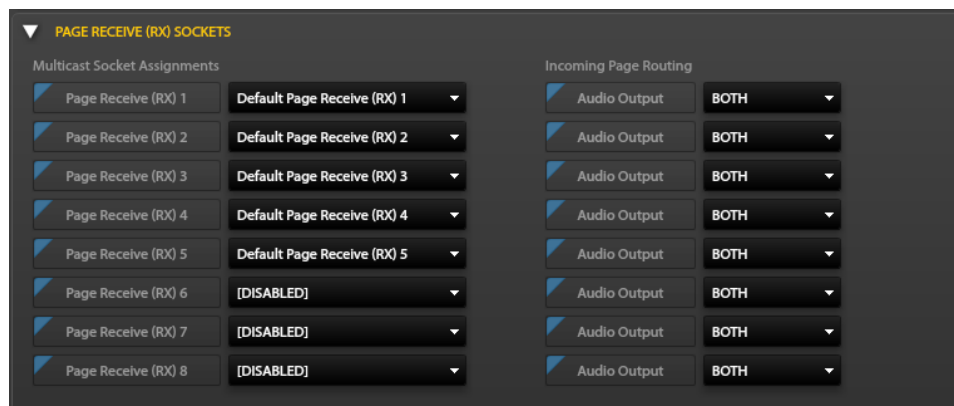 PAGE RECEIVE (RX) SOCKETS
Multicast Socket Assignments Incoming Page Routing
Page Receive (RX) 1 Default Page Receive (RX) 1 Audio Output BOTH
Page Receive (RX) 2 Default Page Receive (RX) 2 Audio Output BOTH
Page Receive (RX) 3 Default Page Receive (RX) 3 Audio Output BOTH
Page Receive (RX) 4 Default Page Receive (RX) 4 Audio Output BOTH
Page Receive (RX) 5 Default Page Receive (RX) 5 Audio Output BOTH
Page Receive (RX) 6 [DISABLED] Audio Output BOTH
Page Receive (RX) 7 [DISABLED] Audio Output BOTH
Page Receive (RX) 8 [DISABLED] Audio Output BOTH